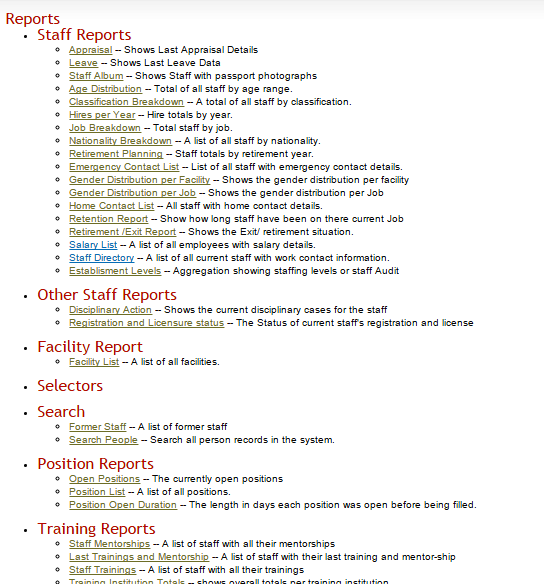 Reports
Staff Reports
Appraisal -- Shows Last Appraisal Details
Leave -- Shows Last Leave Data
Staff Album -- Shows Staff with passport photographs
Age Distribution -- Total of all staff by age range.
Classification Breakdown -- A total of all staff by classification.
Hires per Year -- Hire totals by year.
Job Breakdown -- Total staff by job.
Nationality Breakdown -- A list of all staff by nationality.
Retirement Planning -- Staff totals by retirement year.
Emergency Contact List -- List of all staff with emergency contact details.
Gender Distribution per Facility -- Shows the gender distribution per facility
Gender Distribution per Job -- Shows the gender distribution per Job
Home Contact List -- All staff with home contact details.
Retention Report -- Show how long staff have been on there current Job
Retirement /Exit Report -- Shows the Exit/ retirement situation.
Salary List -- A list of all employees with salary details.
Staff Directory -- A list of all current staff with work contact information.
Establisment Levels -- Aggregation showing staffing levels or staff Audit
Other Staff Reports
Disciplinary Action -- Shows the current disciplinary cases for the staff
Registration and Licensure status -- The Status of current staff's registration and license
Facility Report
Facility List -- A list of all facilities.
Selectors
Search
Former Staff -- A list of former staff
Search People -- Search all person records in the system.
Position Reports
Open Positions -- The currently open positions
Position List -- A list of all positions.
Position Open Duration -- The length in days each position was open before being filled.
Training Reports
Staff Mentorships -- A list of staff with all their mentorships
Last Trainings and Mentorship -- A list of staff with their last training and mentor-ship
Staff Trainings -- A list of staff with all their trainings
Training Institution Totals -- shows overall totals per training institution